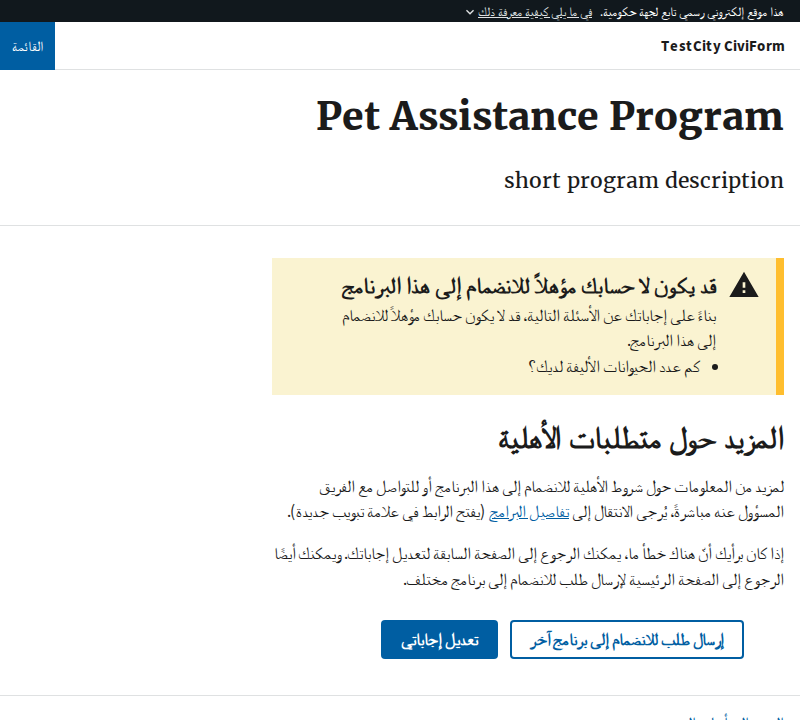 هذا موقع إلكتروني رسمي تابع لجهة حكومية. في ما يلي كيفية معرفة ذلك
TestCity CiviForm
القائمة
Pet Assistance Program
short program description
قد يكون لا حسابك مؤهلاً للانضمام إلى هذا البرنامج
بناءً على إجاباتك عن الأسئلة التالية، قد لا يكون حسابك مؤهلاً للانضمام
إلى هذا البرنامج.
• كم عدد الحيوانات الأليفة لديك؟
المزيد حول متطلبات الأهلية
لمزيد من المعلومات حول شروط الأهلية للانضمام إلى هذا البرنامج أو للتواصل مع الفريق
المسؤول عنه مباشرةً، يُرجى الانتقال إلى تفاصيل البرامج (يفتح الرابط في علامة تبويب جديدة).
إذا كان برأيك أنّ هناك خطأ ما، يمكنك الرجوع إلى الصفحة السابقة لتعديل إجاباتك. ويمكنك أيضًا
الرجوع إلى الصفحة الرئيسية لإرسال طلب للانضمام إلى برنامج مختلف.
إرسال طلب للانضمام إلى برنامج آخر
تعديل إجاباتي